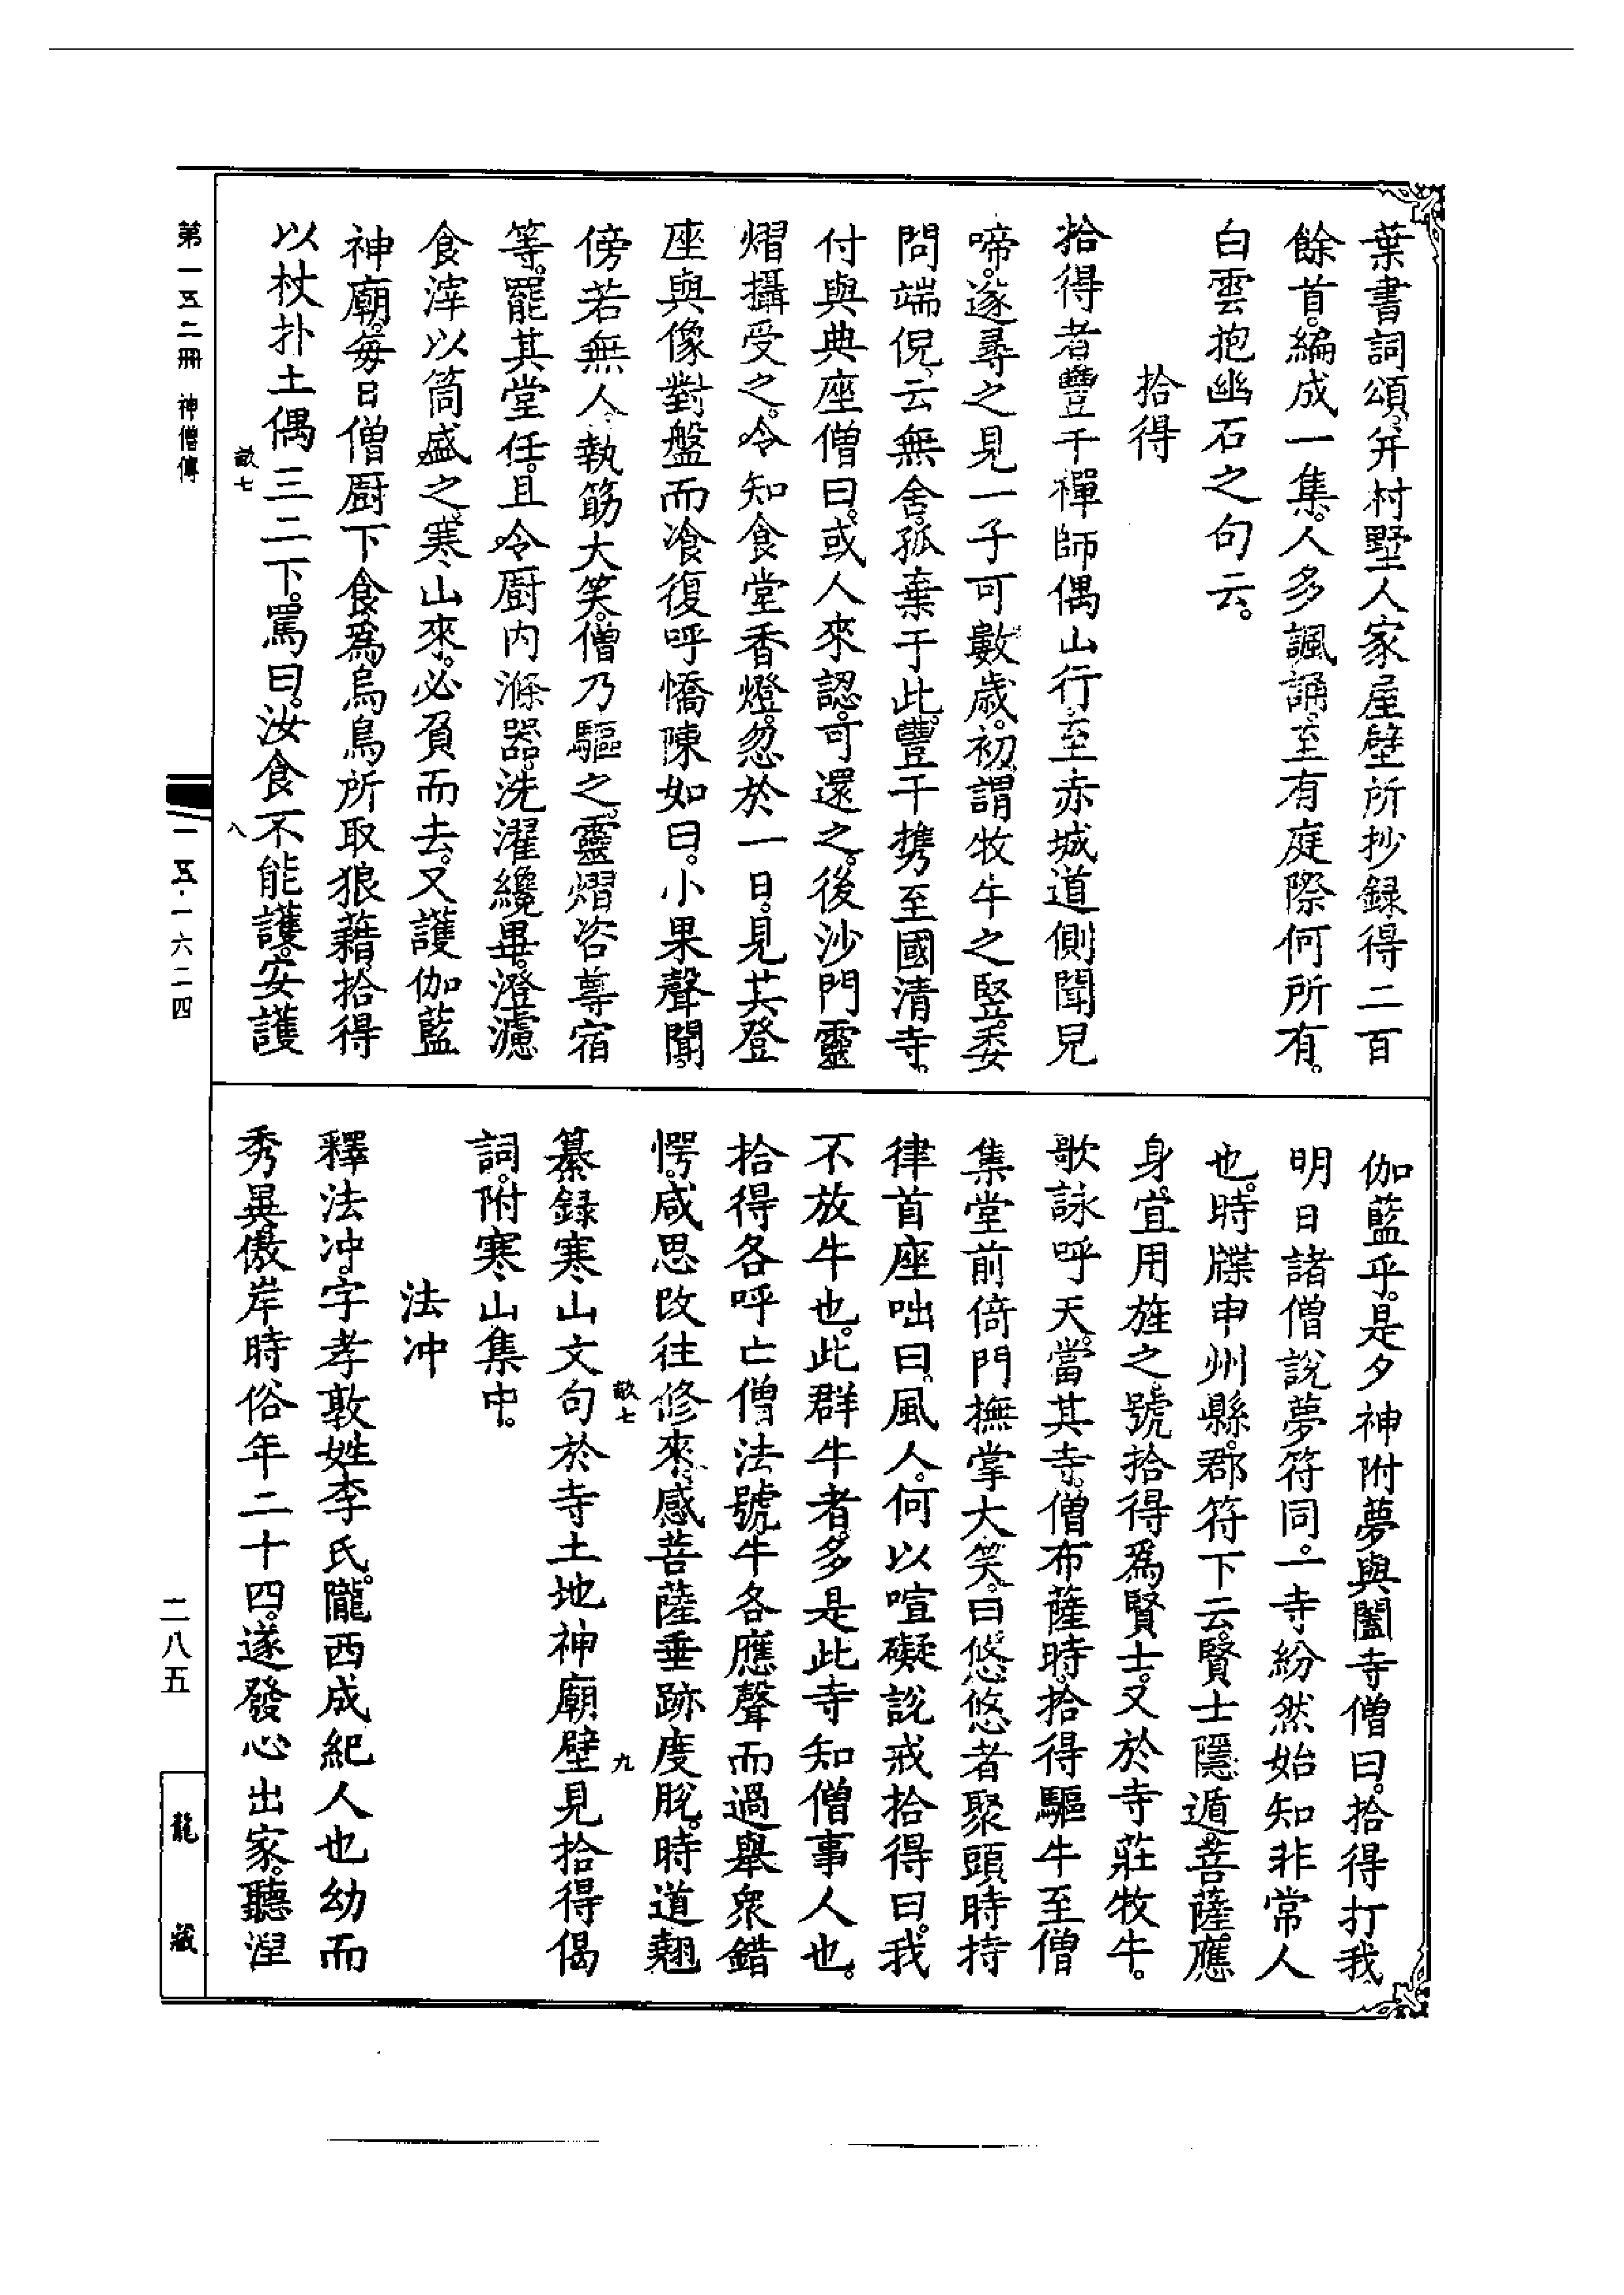 葉書詞頌。并村墅人家屋壁所抄録得二百
餘首。編成一集。人多諷誦。至有庭際何所有。
白雲抱幽石之句云。
拾得
拾得者豐干禪師偶山行。至赤城道側聞兒
啼。遂尋之見一子可數歲。初謂牧牛之竪。委
問端倪。云無舍。孤棄于此。豐干攜至國清寺。
付與典座僧曰。或人來認。可還之。後沙門靈
熠攝受之。令知食堂香燈。忽於一日。見其登
座與像對盤而飡復呼憍陳如曰。小果聲聞。
傍若無人。執筯大笑。僧乃驅之。靈熠咨尊宿
等。罷其堂任。且令厨内滌器。洗濯纔畢。澄濾
食滓以筒盛之。寒山來。必負而去。又護伽藍
神廟。每日僧厨下食爲烏鳥所取狼藉。拾得
以杖扑土偶三二下。罵曰。汝食不能護。安護
第一五二冊 神僧傳
畝七
八
一五·一六二四
伽藍乎。是夕神附夢與闔寺僧曰。拾得打我
明日諸僧說夢符同。一寺紛然始知非常人
也。時牒申州縣。郡符下云。賢士隱遁。菩薩應
身。宜用旌之。號拾得爲賢士。又於寺莊牧牛。
歌詠呼天。當其寺。僧布薩時。拾得驅牛至僧
集堂前倚門撫掌大笑。曰。悠悠者聚頭時持
律首座咄曰。風人。何以喧礙說戒拾得曰。我
不放牛也。此群牛者。多是此寺知僧事人也。
拾得各呼亡僧法號牛各應聲而過舉衆錯
愕。咸思改往修來。感菩薩垂跡度脫。時道翹
纂錄寒山文句於寺土地神廟壁見拾得偈
詞。附寒山集中。
法冲
釋法冲。字孝敦姓李氏。隴西成紀人也幼而
秀異。傲岸時俗年二十四。遂發心出家。聽涅
畝七
九
二八五
龍藏